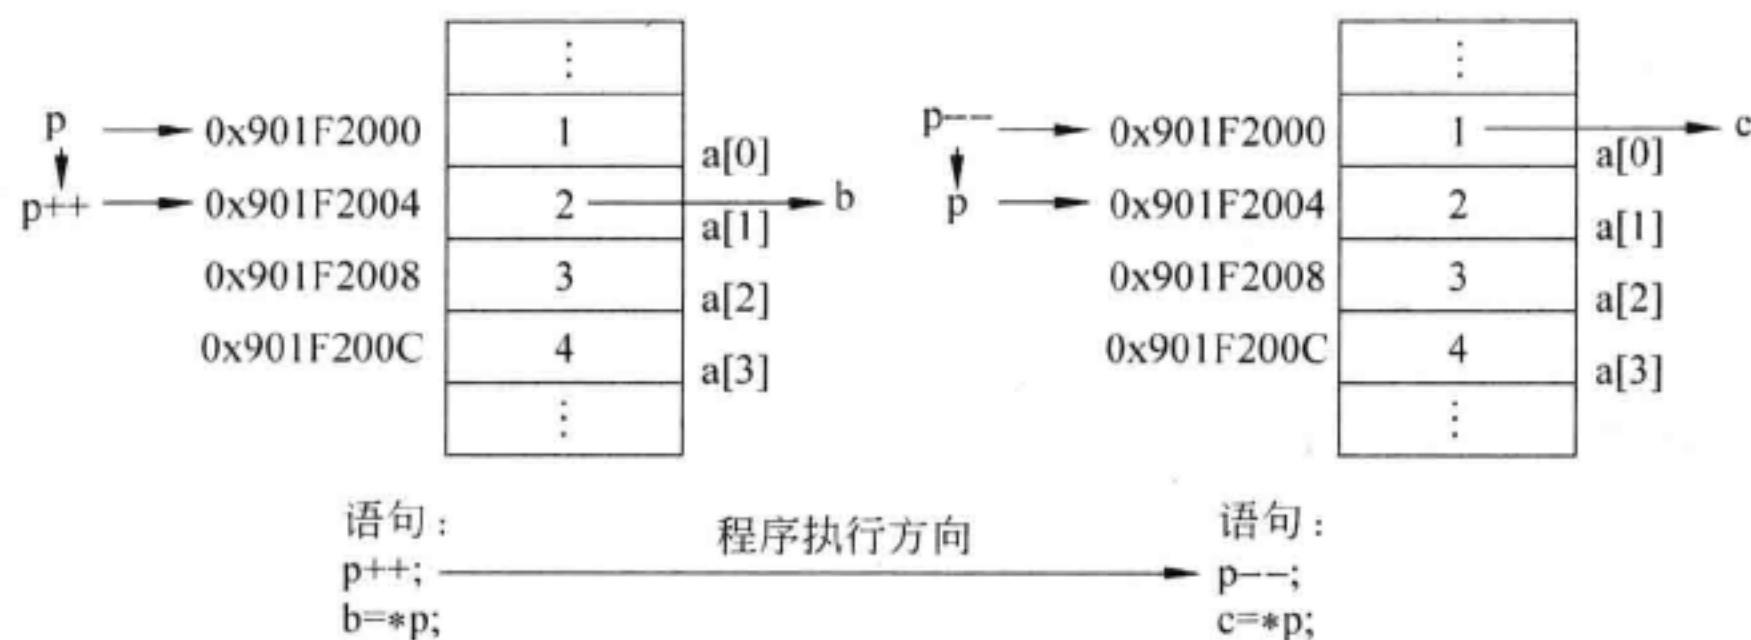 ⋮ ⋮
p 0x901F2000 1 a[0] p−− 0x901F2000 1 c a[0]
p++ 0x901F2004 2 b a[1] p 0x901F2004 2 a[1]
0x901F2008 3 a[2] 0x901F2008 3 a[2]
0x901F200C 4 a[3] 0x901F200C 4 a[3]
⋮ ⋮
语句： 程序执行方向 语句：
p++; p−−;
b=*p; c=*p;